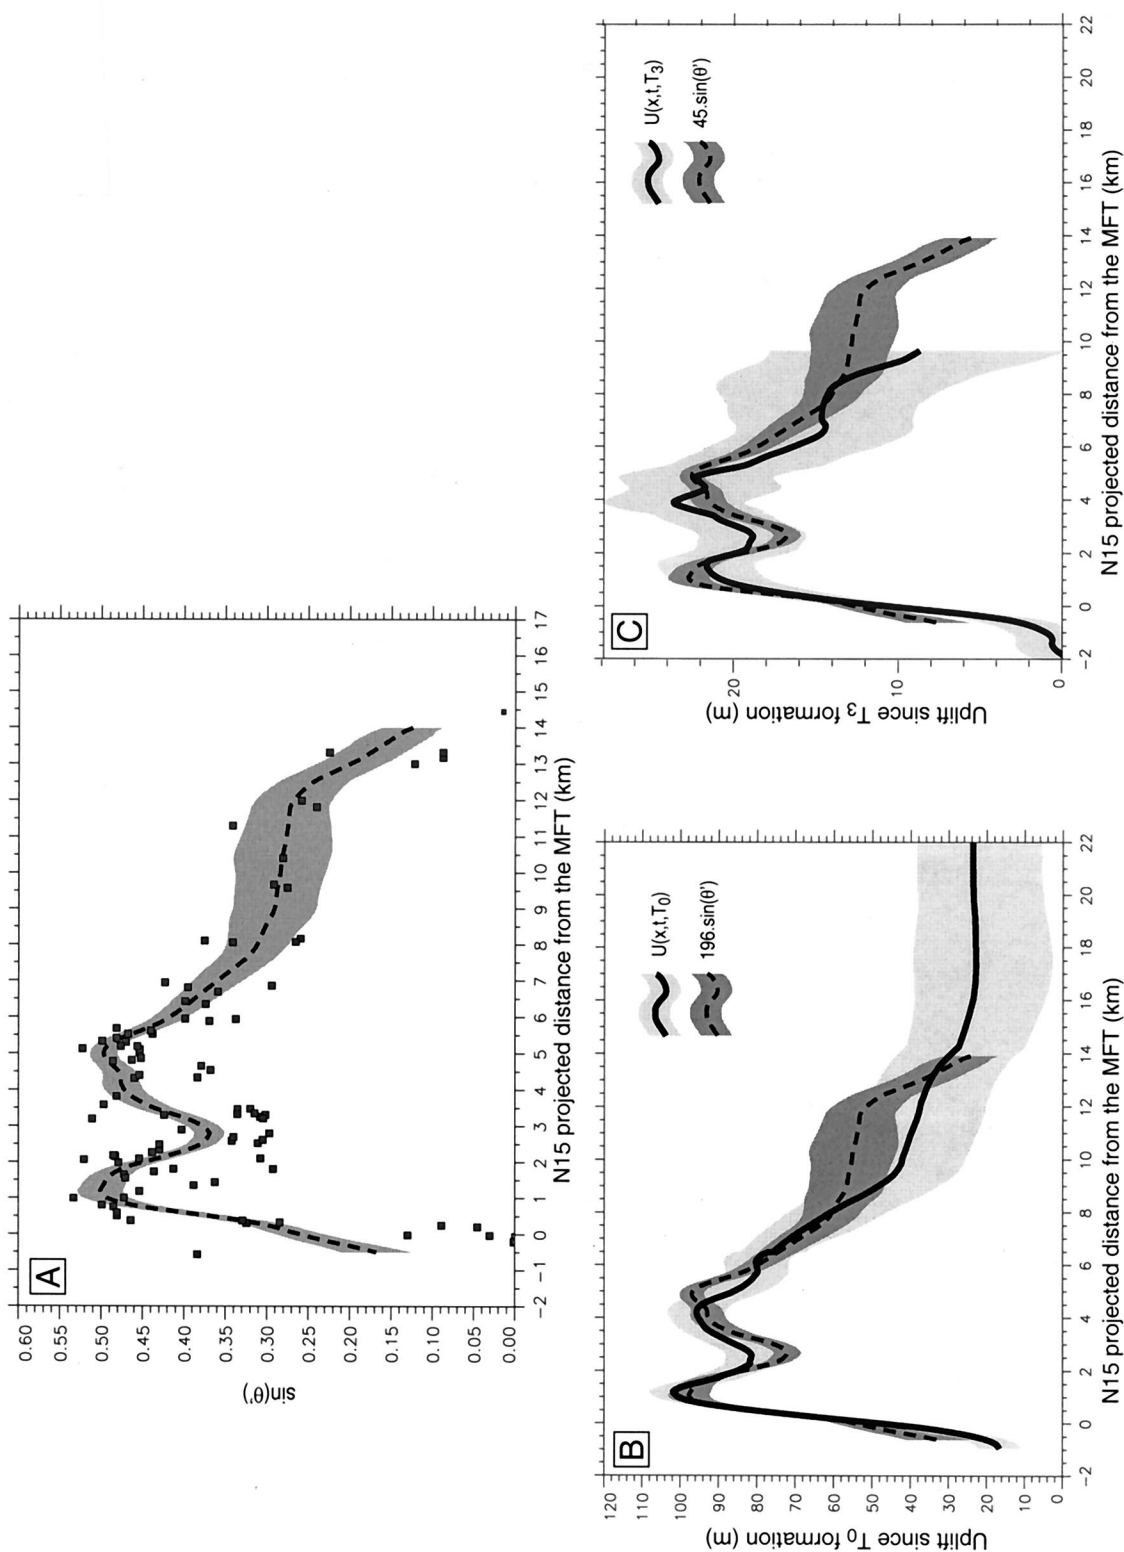 A
sin(θ')
0.60
0.55
0.50
0.45
0.40
0.35
0.30
0.25
0.20
0.15
0.10
0.05
0.00
−2 −1 0 1 2 3 4 5 6 7 8 9 10 11 12 13 14 15 16 17
N15 projected distance from the MFT (km)
B
U(x,t,T0)
196.sin(θ')
Uplift since T0 formation (m)
120
110
100
90
80
70
60
50
40
30
20
10
0
−2 0 2 4 6 8 10 12 14 16 18 20 22
N15 projected distance from the MFT (km)
C
U(x,t,T3)
45.sin(θ')
Uplift since T3 formation (m)
20
10
0
−2 0 2 4 6 8 10 12 14 16 18 20 22
N15 projected distance from the MFT (km)